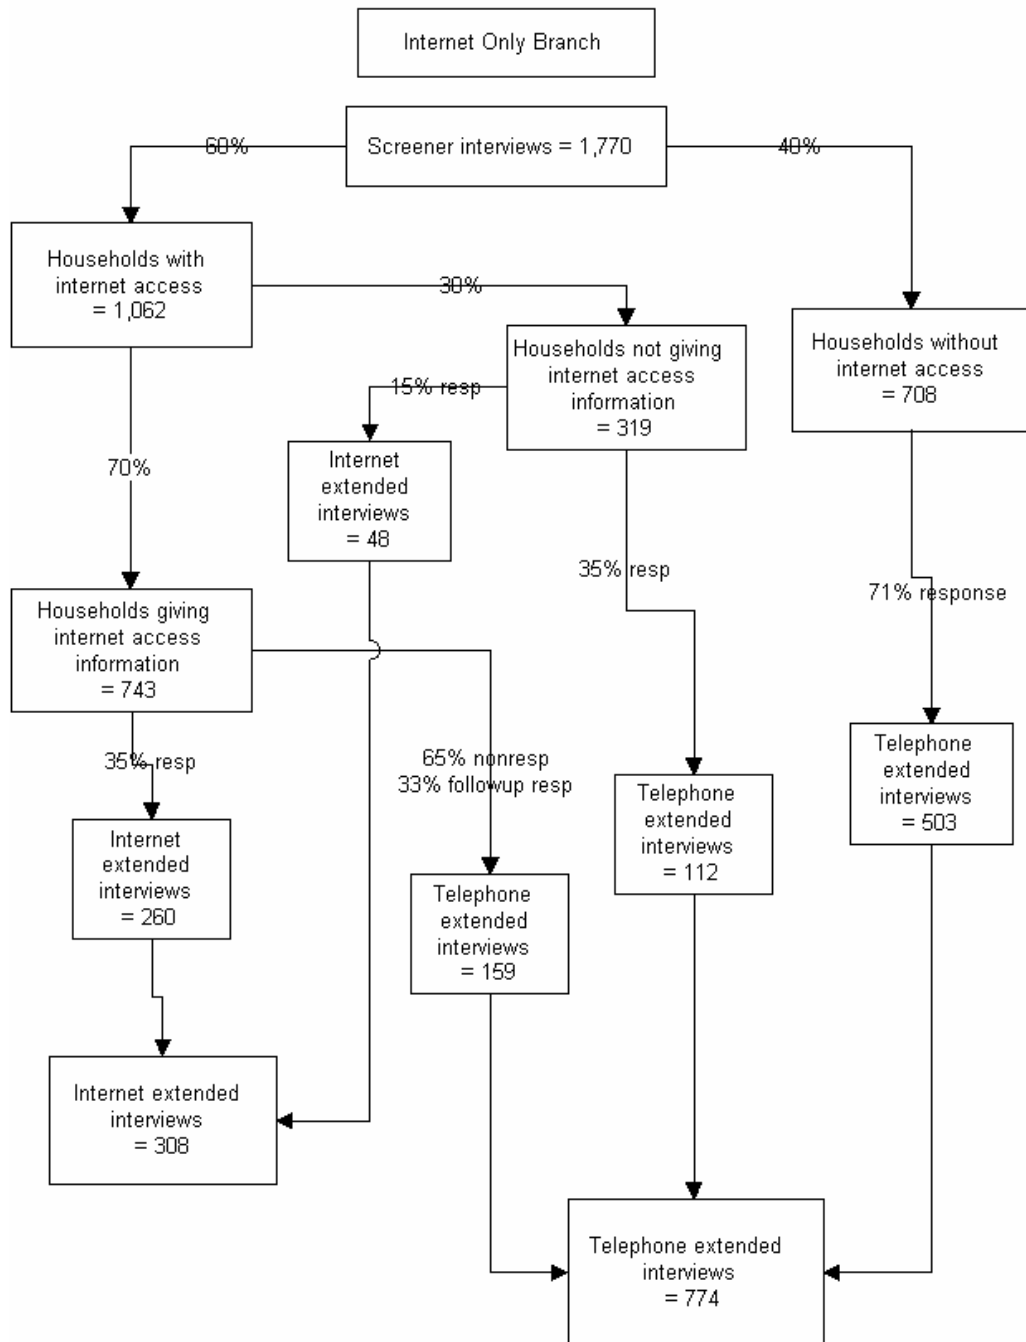 Internet Only Branch
60%
Screener interviews = 1,770
40%
Households with
internet access
= 1,062
30%
Households not giving
internet access
information
= 319
Households without
internet access
= 708
15% resp
70%
Internet
extended
interviews
= 48
35% resp
71% response
Households giving
internet access
information
= 743
35% resp
65% nonresp
33% followup resp
Telephone
extended
interviews
= 503
Telephone
extended
interviews
= 112
Internet
extended
interviews
= 260
Telephone
extended
interviews
= 159
Internet extended
interviews
= 308
Telephone extended
interviews
= 774